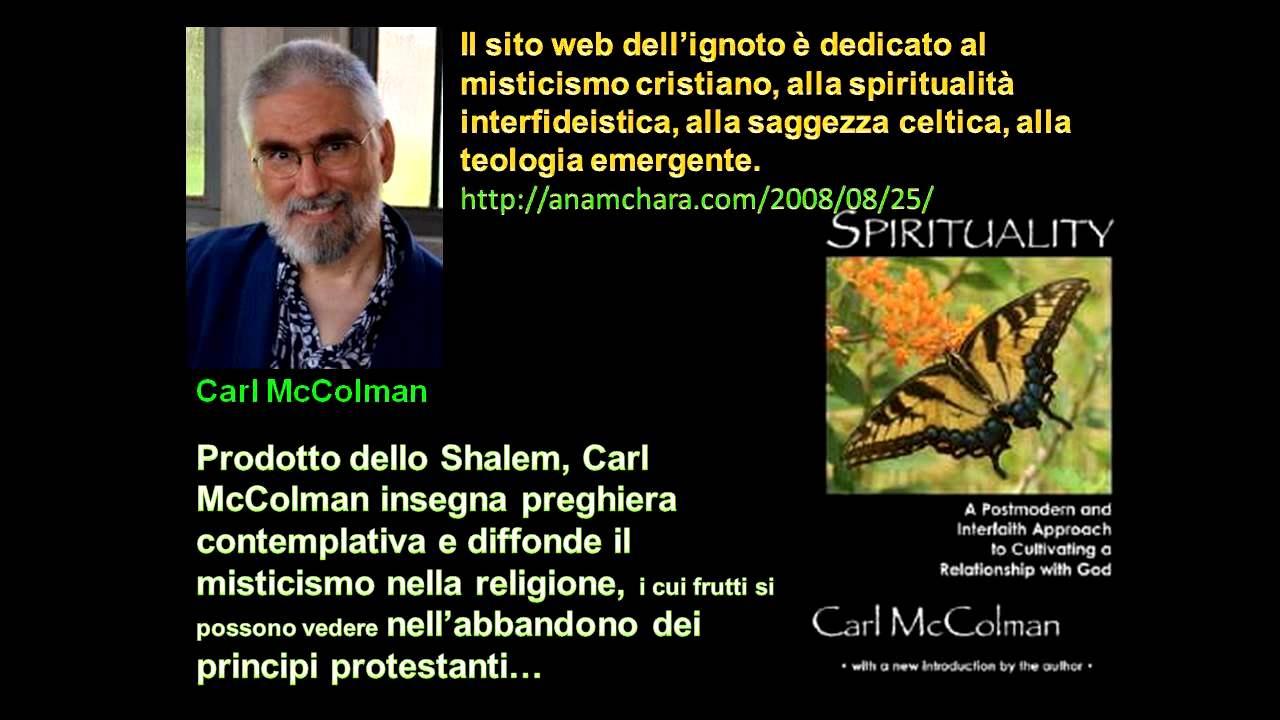 Il sito web dell’ignoto è dedicato al
misticismo cristiano, alla spiritualità
interfideistica, alla saggezza celtica, alla
teologia emergente.
http://anamchara.com/2008/08/25/
Carl McColman
Prodotto dello Shalem, Carl
McColman insegna preghiera
contemplativa e diffonde il
misticismo nella religione, i cui frutti si
possono vedere nell’abbandono dei
principi protestanti…
SPIRITUALITY
A Postmodern and
Interfaith Approach
to Cultivating a
Relationship with God
Carl McColman
• with a new introduction by the author •